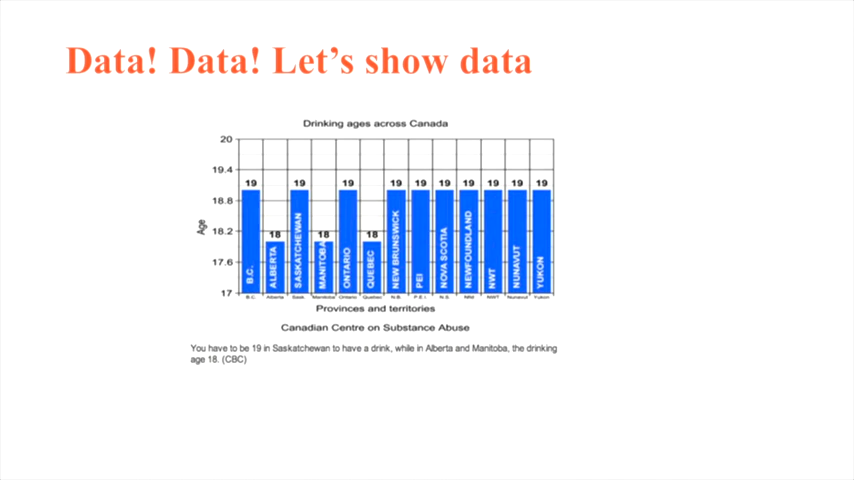 Data! Data! Let’s show data
Drinking ages across Canada
20
19.4
18.8
18.2
17.6
17
Age
19
18
19
18
19
18
19
19
19
19
19
19
19
B.C.
ALBERTA
SASKATCHEWAN
MANITOBA
ONTARIO
QUEBEC
NEW BRUNSWICK
PEI
NOVA SCOTIA
NEWFOUNDLAND
NWT
NUNAVUT
YUKON
B.C. Alberta Sask. Manitoba Ontario Quebec N.B. P.E.I. N.S. Nfld NWT Nunavut Yukon
Provinces and territories
Canadian Centre on Substance Abuse
You have to be 19 in Saskatchewan to have a drink, while in Alberta and Manitoba, the drinking
age 18. (CBC)